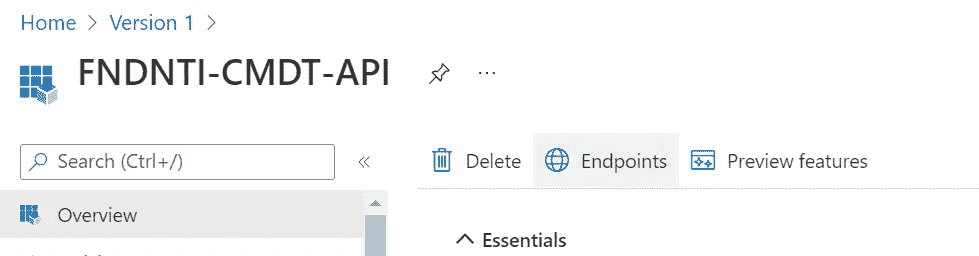 Home > Version 1 >
FNDNTI-CMDT-API ...
Search (Ctrl+/) «
Delete Endpoints Preview features
Overview
Essentials